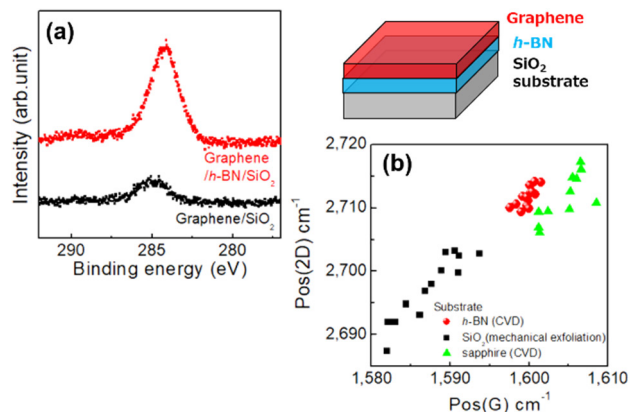 (a)
Intensity (arb.unit)
Graphene
/h-BN/SiO2
Graphene/SiO2
290 285 280
Binding energy (eV)
Graphene
h-BN
SiO2
substrate
(b)
Pos(2D) cm-1
2,720
2,710
2,700
2,690
Substrate
h-BN (CVD)
SiO2(mechanical exfoliation)
sapphire (CVD)
1,580 1,590 1,600 1,610
Pos(G) cm-1